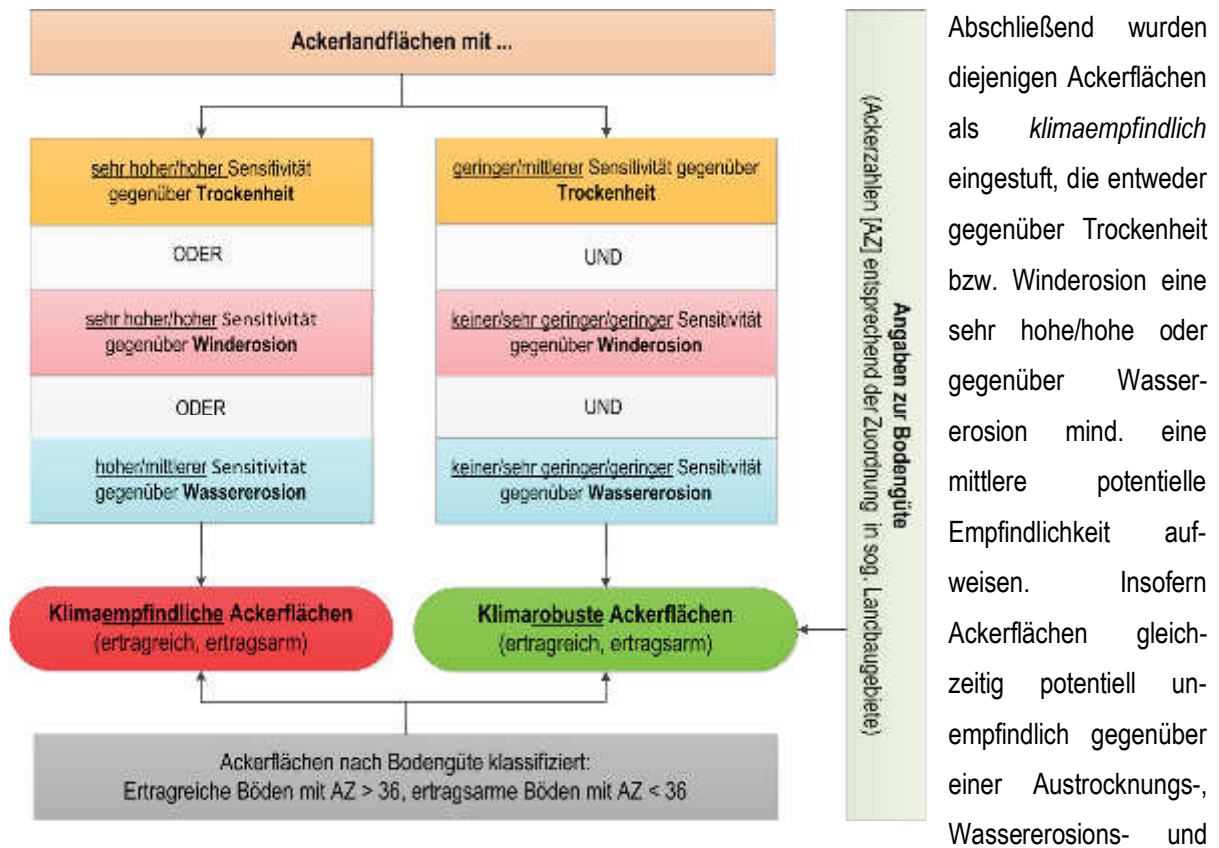 Ackerlandflächen mit ...
sehr hoher/hoher Sensitivität
gegenüber Trockenheit
ODER
sehr hoher/hoher Sensitivität
gegenüber Winderosion
ODER
hoher/mittlerer Sensitivität
gegenüber Wassererosion
Klimaempfindliche Ackerflächen
(ertragreich, ertragsarm)
geringer/mittlerer Sensitivität gegenüber
Trockenheit
UND
keiner/sehr geringer/geringer Sensitivität
gegenüber Winderosion
UND
keiner/sehr geringer/geringer Sensitivität
gegenüber Wassererosion
Klimarobuste Ackerflächen
(ertragreich, ertragsarm)
Ackerflächen nach Bodengüte klassifiziert:
Ertragreiche Böden mit AZ > 36, ertragsarme Böden mit AZ < 36
Angaben zur Bodengüte
(Ackerzahlen [AZ] entsprechend der Zuordnung in sog. Landbaugebiete)
Abschließend wurden
diejenigen Ackerflächen
als klimaempfindlich
eingestuft, die entweder
gegenüber Trockenheit
bzw. Winderosion eine
sehr hohe/hohe oder
gegenüber Wasser-
erosion mind. eine
mittlere potentielle
Empfindlichkeit auf-
weisen. Insofern
Ackerflächen gleich-
zeitig potentiell un-
empfindlich gegenüber
einer Austrocknungs-,
Wassererosions- und